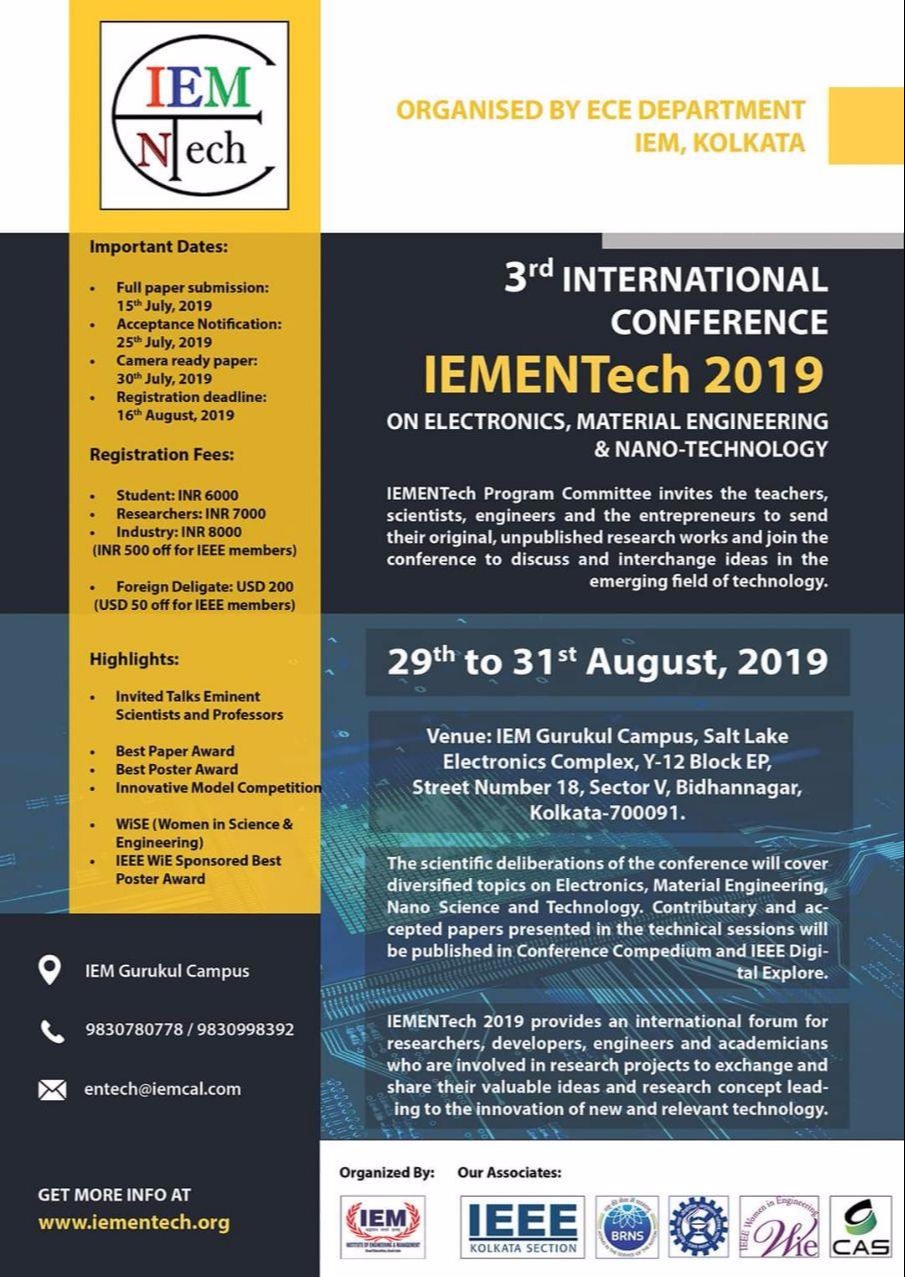 IEM
NTech
ORGANISED BY ECE DEPARTMENT
IEM, KOLKATA
Important Dates:
• Full paper submission:
15th July, 2019
• Acceptance Notification:
25th July, 2019
• Camera ready paper:
30th July, 2019
• Registration deadline:
16th August, 2019
Registration Fees:
• Student: INR 6000
• Researchers: INR 7000
• Industry: INR 8000
(INR 500 off for IEEE members)
• Foreign Deligate: USD 200
(USD 50 off for IEEE members)
Highlights:
• Invited Talks Eminent
Scientists and Professors
• Best Paper Award
• Best Poster Award
• Innovative Model Competition
• WiSE (Women in Science &
Engineering)
• IEEE WiE Sponsored Best
Poster Award
IEM Gurukul Campus
9830780778 / 9830998392
entech@iemcal.com
GET MORE INFO AT
www.iementech.org
3rd INTERNATIONAL
CONFERENCE
IEMENTech 2019
ON ELECTRONICS, MATERIAL ENGINEERING
& NANO-TECHNOLOGY
IEMENTech Program Committee invites the teachers,
scientists, engineers and the entrepreneurs to send
their original, unpublished research works and join the
conference to discuss and interchange ideas in the
emerging field of technology.
29th to 31st August, 2019
Venue: IEM Gurukul Campus, Salt Lake
Electronics Complex, Y-12 Block EP,
Street Number 18, Sector V, Bidhannagar,
Kolkata-700091.
The scientific deliberations of the conference will cover
diversified topics on Electronics, Material Engineering,
Nano Science and Technology. Contributary and ac-
cepted papers presented in the technical sessions will
be published in Conference Compedium and IEEE Digi-
tal Explore.
IEMENTech 2019 provides an international forum for
researchers, developers, engineers and academicians
who are involved in research projects to exchange and
share their valuable ideas and research concept lead-
ing to the innovation of new and relevant technology.
Organized By:
Our Associates:
IEM
INSTITUTE OF ENGINEERING & MANAGEMENT
IEEE
KOLKATA SECTION
BRNS
IEEE Women in Engineering
Wie
CAS